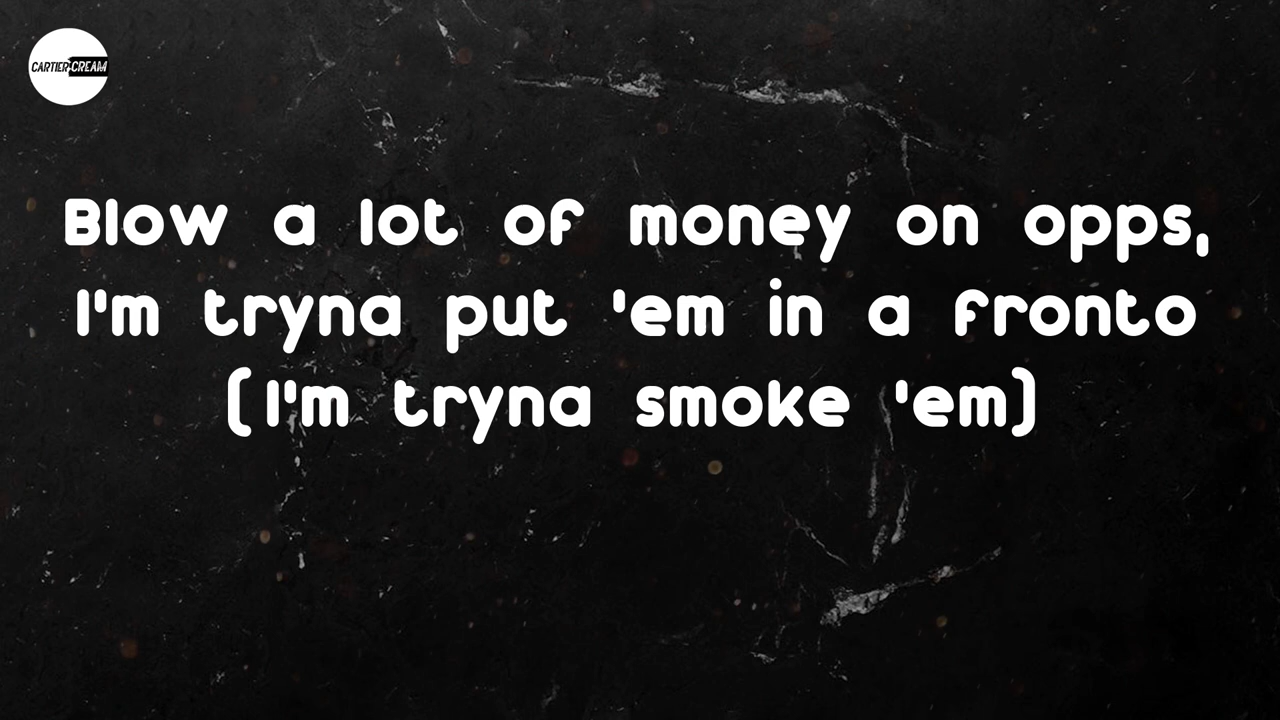 CARTIER-CREAM
Blow a lot of money on opps,
I'm tryna put 'em in a fronto
(I'm tryna smoke 'em)